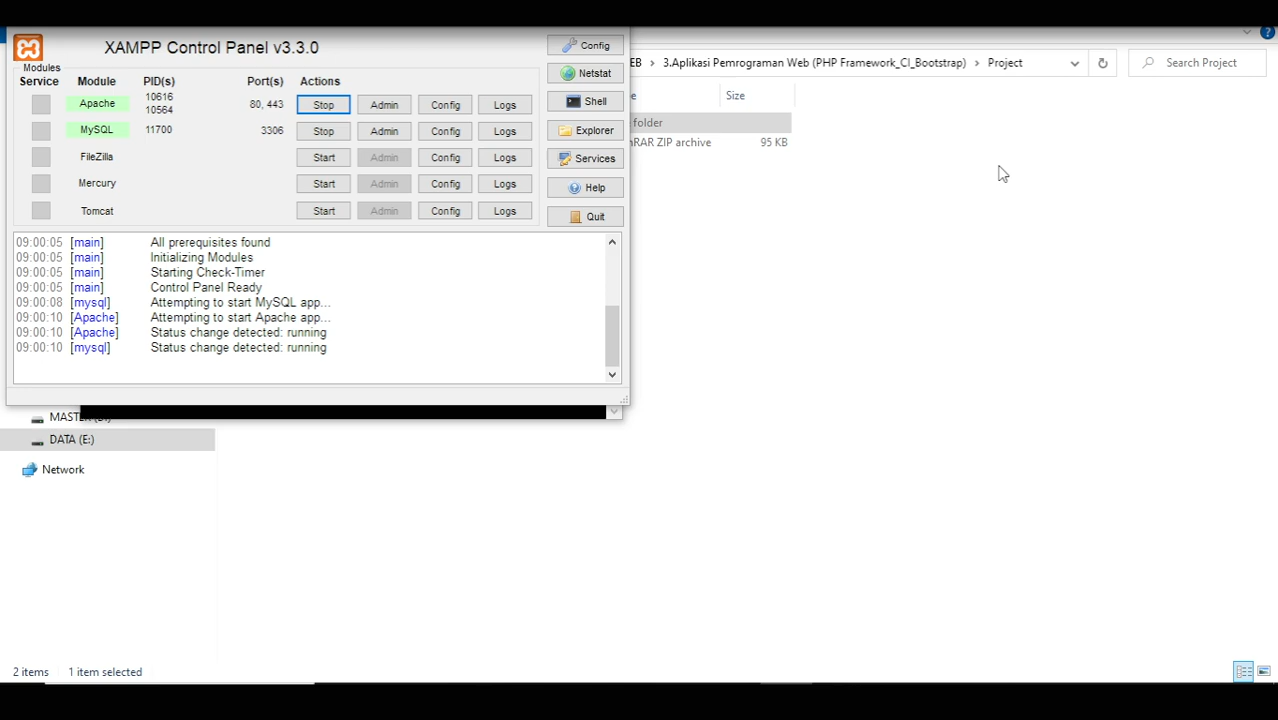 XAMPP Control Panel v3.3.0
Config
Modules
Service Module PID(s) Port(s) Actions
Netstat
Apache 10616 10564 80, 443 Stop Admin Config Logs
Shell
MySQL 11700 3306 Stop Admin Config Logs
Explorer
FileZilla Start Admin Config Logs
Services
Mercury Start Admin Config Logs
Help
Tomcat Start Admin Config Logs
Quit
09:00:05 [main] All prerequisites found
09:00:05 [main] Initializing Modules
09:00:05 [main] Starting Check-Timer
09:00:05 [main] Control Panel Ready
09:00:08 [mysql] Attempting to start MySQL app...
09:00:10 [Apache] Attempting to start Apache app...
09:00:10 [Apache] Status change detected: running
09:00:10 [mysql] Status change detected: running
EB > 3.Aplikasi Pemrograman Web (PHP Framework_CI_Bootstrap) > Project
Search Project
e Size
folder
nRAR ZIP archive 95 KB
DATA (E:)
Network
2 items 1 item selected